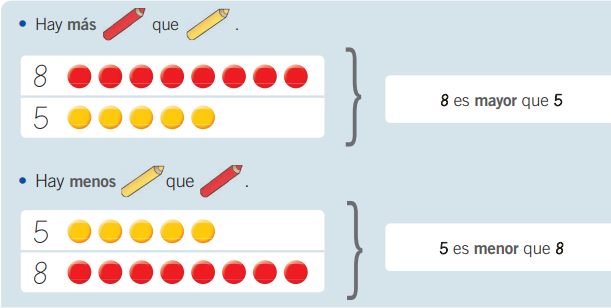 • Hay más que .
8
5
8 es mayor que 5
• Hay menos que .
5
8
5 es menor que 8